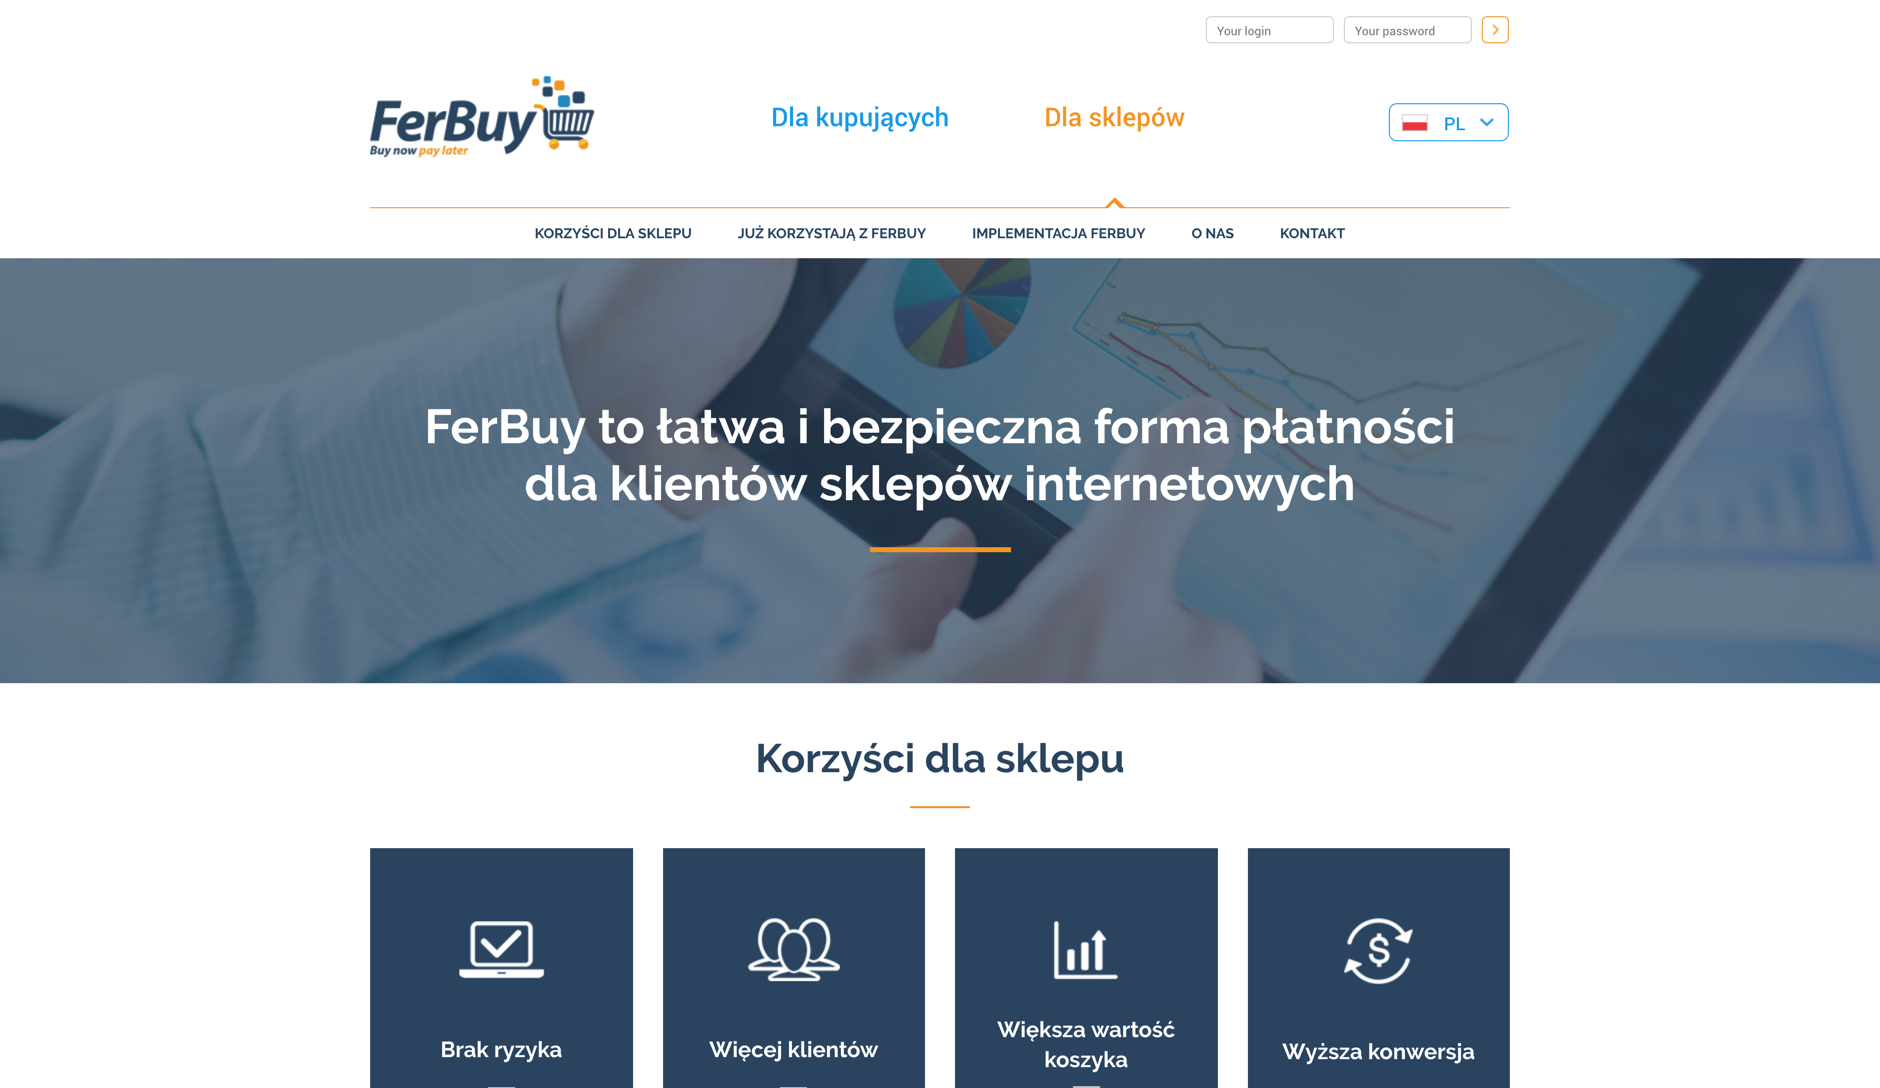 Your login
Your password
FerBuy
Buy now pay later
Dla kupujących
Dla sklepów
PL
KORZYŚCI DLA SKLEPU
JUŻ KORZYSTAJĄ Z FERBUY
IMPLEMENTACJA FERBUY
O NAS
KONTAKT
FerBuy to łatwa i bezpieczna forma płatności
dla klientów sklepów internetowych
Korzyści dla sklepu
Brak ryzyka
Więcej klientów
Większa wartość
koszyka
Wyższa konwersja